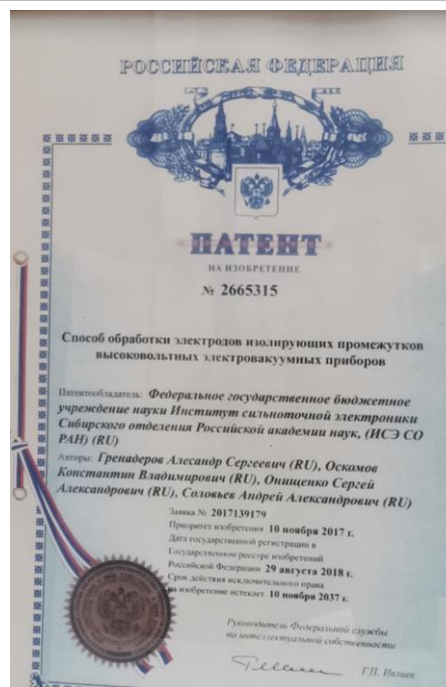 РОССИЙСКАЯ ФЕДЕРАЦИЯ
ПАТЕНТ
НА ИЗОБРЕТЕНИЕ
№ 2665315
Способ обработки электродов изолирующих промежутков
высоковольтных электровакуумных приборов
Патентообладатель: Федеральное государственное бюджетное
учреждение науки Институт сильноточной электроники
Сибирского отделения Российской академии наук, (ИСЭ СО
РАН) (RU)
Авторы: Гренадеров Алесандр Сергеевич (RU), Оскомов
Константин Владимирович (RU), Онищенко Сергей
Александрович (RU), Соловьев Андрей Александрович (RU)
Заявка № 2017139179
Приоритет изобретения 10 ноября 2017 г.
Дата государственной регистрации в
Государственном реестре изобретений
Российской Федерации 29 августа 2018 г.
Срок действия исключительного права
на изобретение истекает 10 ноября 2037 г.
Руководитель Федеральной службы
по интеллектуальной собственности
Г.П. Ивлиев